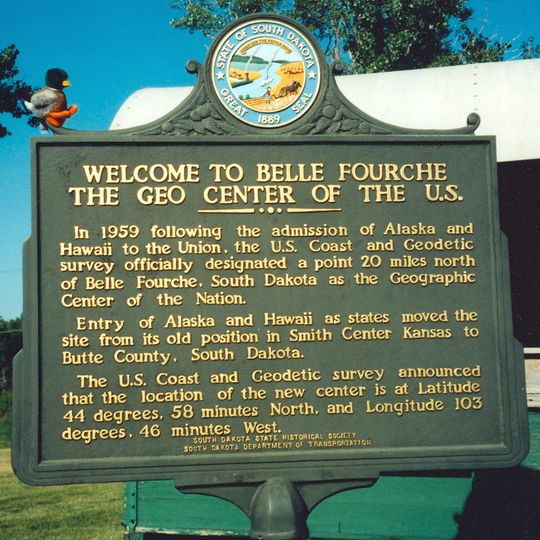 STATE OF SOUTH DAKOTA
GREAT SEAL
1889
WELCOME TO BELLE FOURCHE
THE GEO CENTER OF THE U.S.
In 1959 following the admission of Alaska and
Hawaii to the Union, the U.S. Coast and Geodetic
survey officially designated a point 20 miles north
of Belle Fourche, South Dakota as the Geographic
Center of the Nation.
Entry of Alaska and Hawaii as states moved the
site from its old position in Smith Center Kansas to
Butte County, South Dakota.
The U.S. Coast and Geodetic survey announced
that the location of the new center is at Latitude
44 degrees, 58 minutes North, and Longitude 103
degrees, 46 minutes West.
SOUTH DAKOTA STATE HISTORICAL SOCIETY
SOUTH DAKOTA DEPARTMENT OF TRANSPORTATION